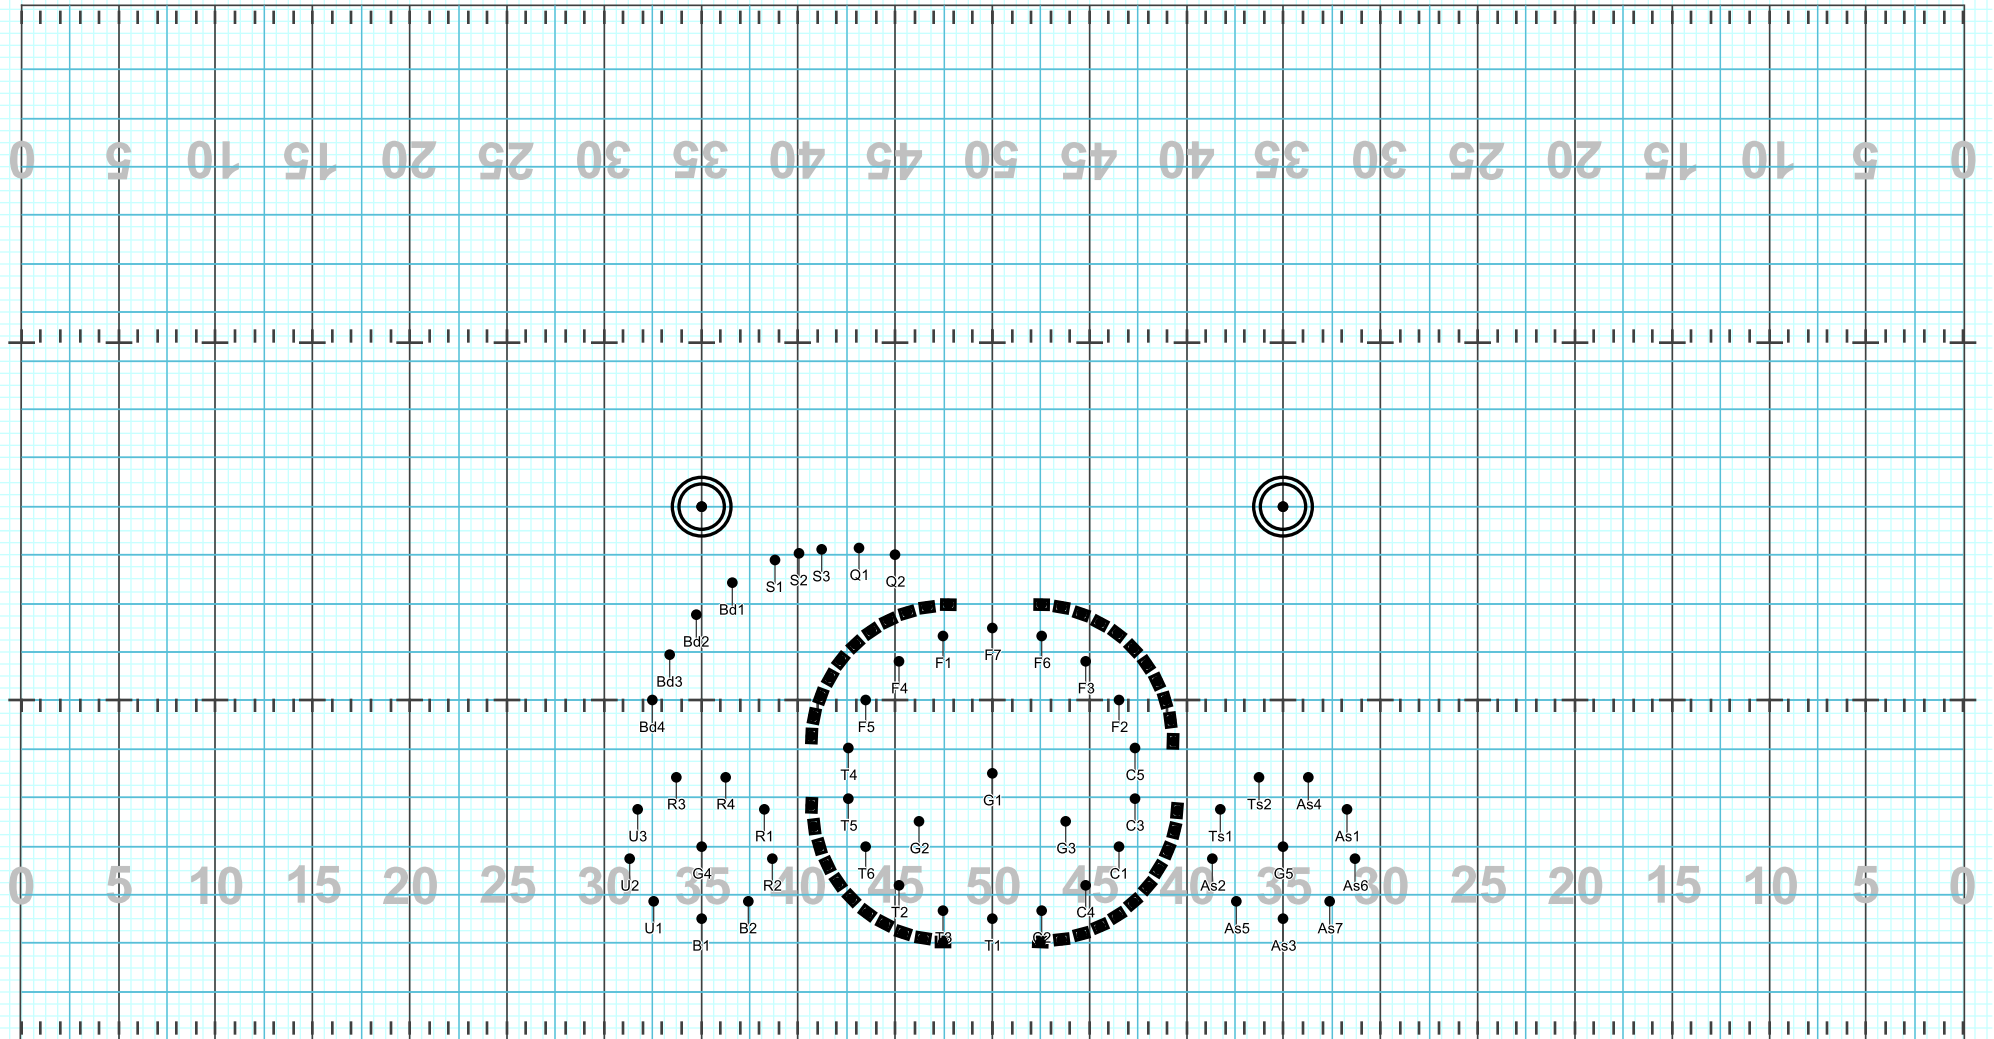 0 5 10 15 20 25 30 35 40 45 50 45 40 35 30 25 20 15 10 5 0
S1 S2 S3 Q1 Q2
Bd1
Bd2
F1 F7 F6
Bd3 F4 F3
Bd4 F5 F2
T4 C5
R3 R4 G1 Ts2 As4
U3 R1 T5 C3 Ts1 As1
G2 G3
G4 T6 C1 G5
0 5 10 15 20 25 30 35 40 45 50 45 40 35 30 25 20 15 10 5 0
U2 R2 As2 As6
T2 C4
U1 B2 As5 As7
T3 C2
B1 T1 As3